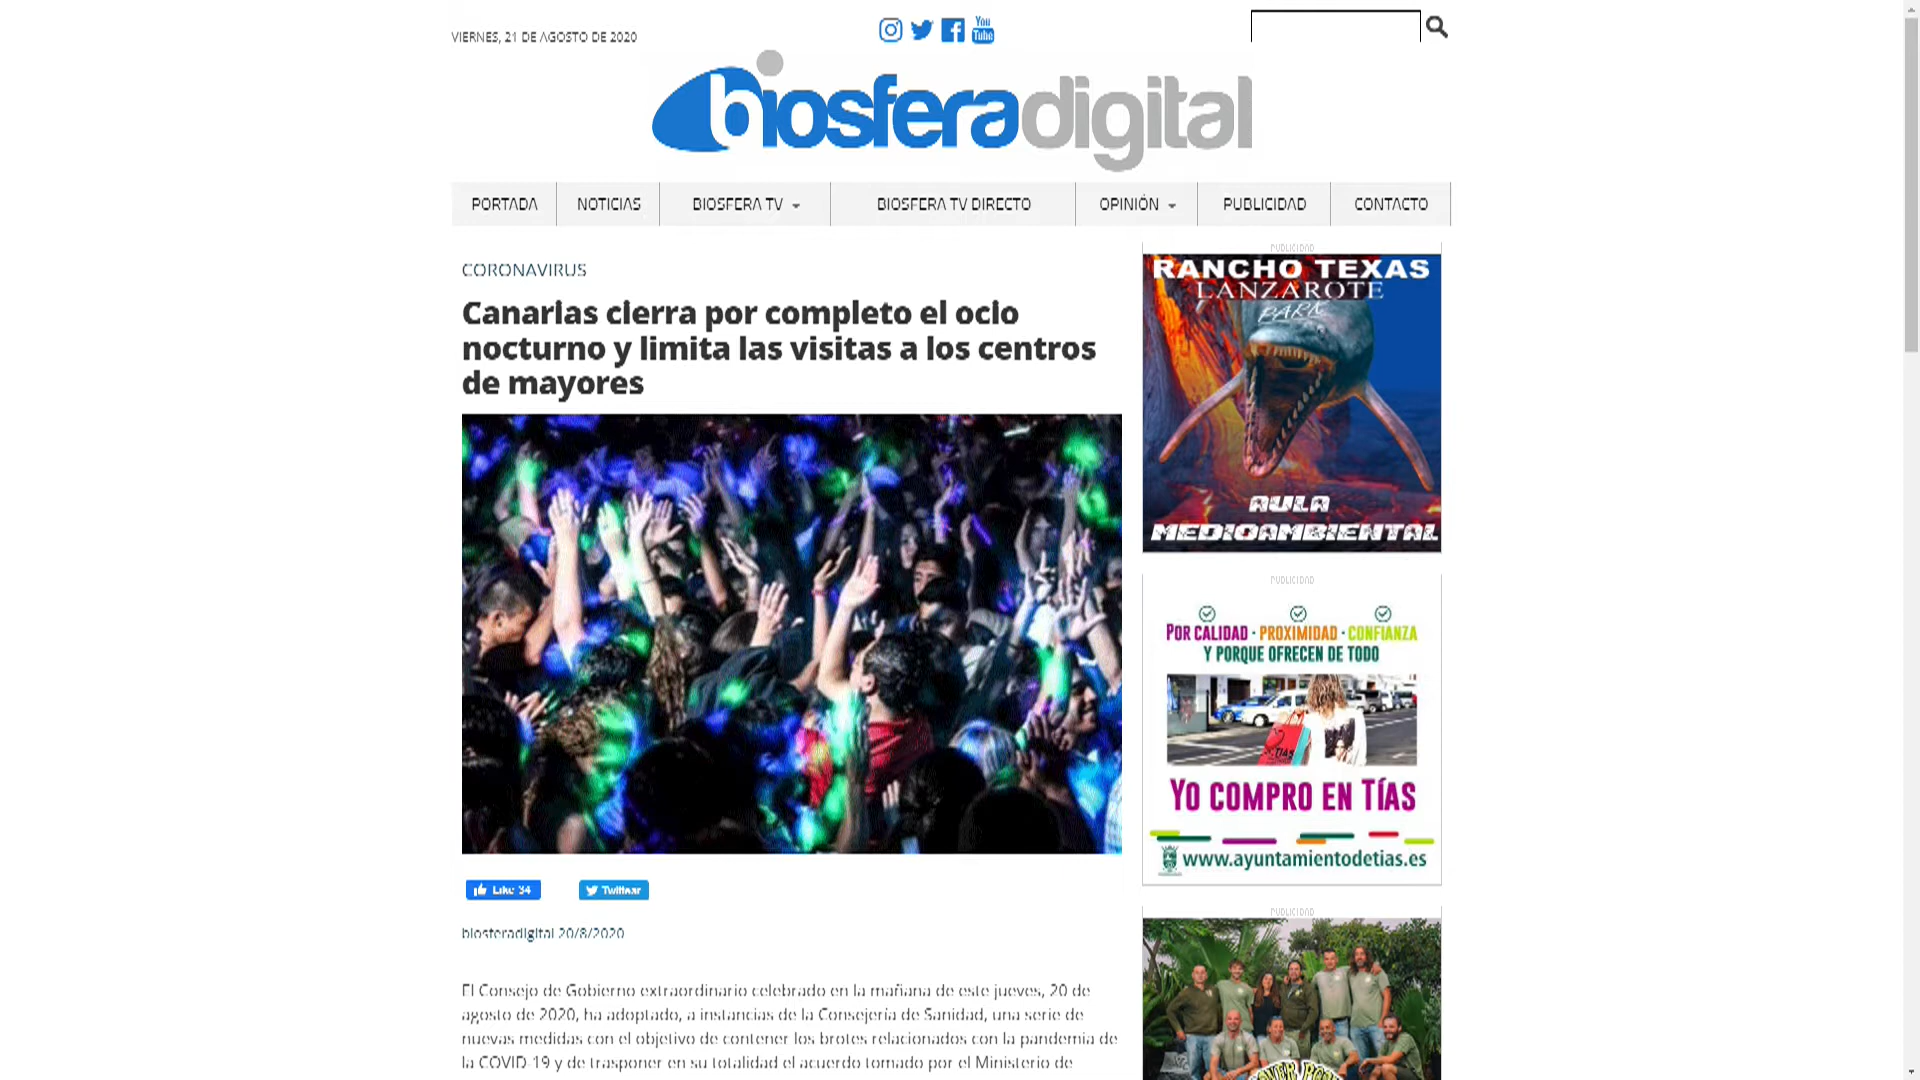 VIERNES, 21 DE AGOSTO DE 2020
You
Tube
biosferadigital
PORTADA
NOTICIAS
BIOSFERA TV
BIOSFERA TV DIRECTO
OPINIÓN
PUBLICIDAD
CONTACTO
CORONAVIRUS
Canarias cierra por completo el ocio
nocturno y limita las visitas a los centros
de mayores
Like 34
Twittear
biosferadigital 20/8/2020
El Consejo de Gobierno extraordinario celebrado en la mañana de este jueves, 20 de
agosto de 2020, ha adoptado, a instancias de la Consejería de Sanidad, una serie de
nuevas medidas con el objetivo de contener los brotes relacionados con la pandemia de
la COVID-19 y de trasponer en su totalidad el acuerdo tomado por el Ministerio de
PUBLICIDAD
RANCHO TEXAS
LANZAROTE
PARK
AULA
MEDIOAMBIENTAL
PUBLICIDAD
POR CALIDAD · PROXIMIDAD · CONFIANZA
Y PORQUE OFRECEN DE TODO
TÍAS
YO COMPRO EN TÍAS
www.ayuntamientodetias.es
PUBLICIDAD